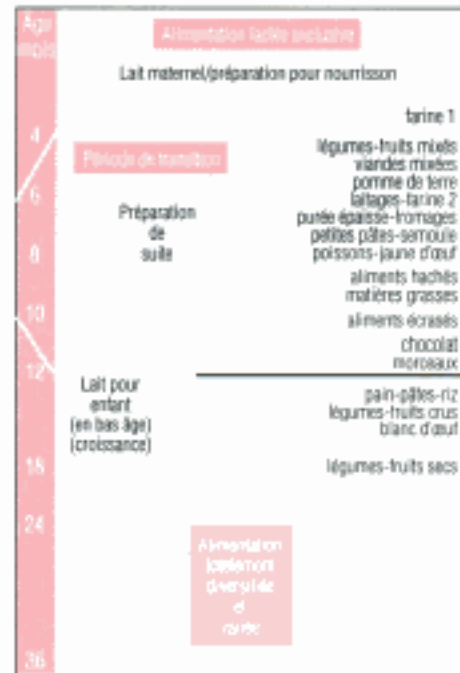 Age
mois
Alimentation lactée exclusive
Lait maternel/préparation pour nourrisson
farine 1
4
légumes-fruits mixés
Période de transition
viandes mixées
pomme de terre
6
laitages-farine 2
Préparation
de
suite
purée épaisse-fromages
petites pâtes-semoule
8
poissons-jaune d'œuf
aliments hachés
matières grasses
10
aliments écrasés
chocolat
morceaux
12
Lait pour
enfant
(en bas âge)
(croissance)
pain-pâtes-riz
légumes-fruits crus
blanc d'œuf
18
légumes-fruits secs
24
Alimentation
totalement
diversifiée
et
variée
36